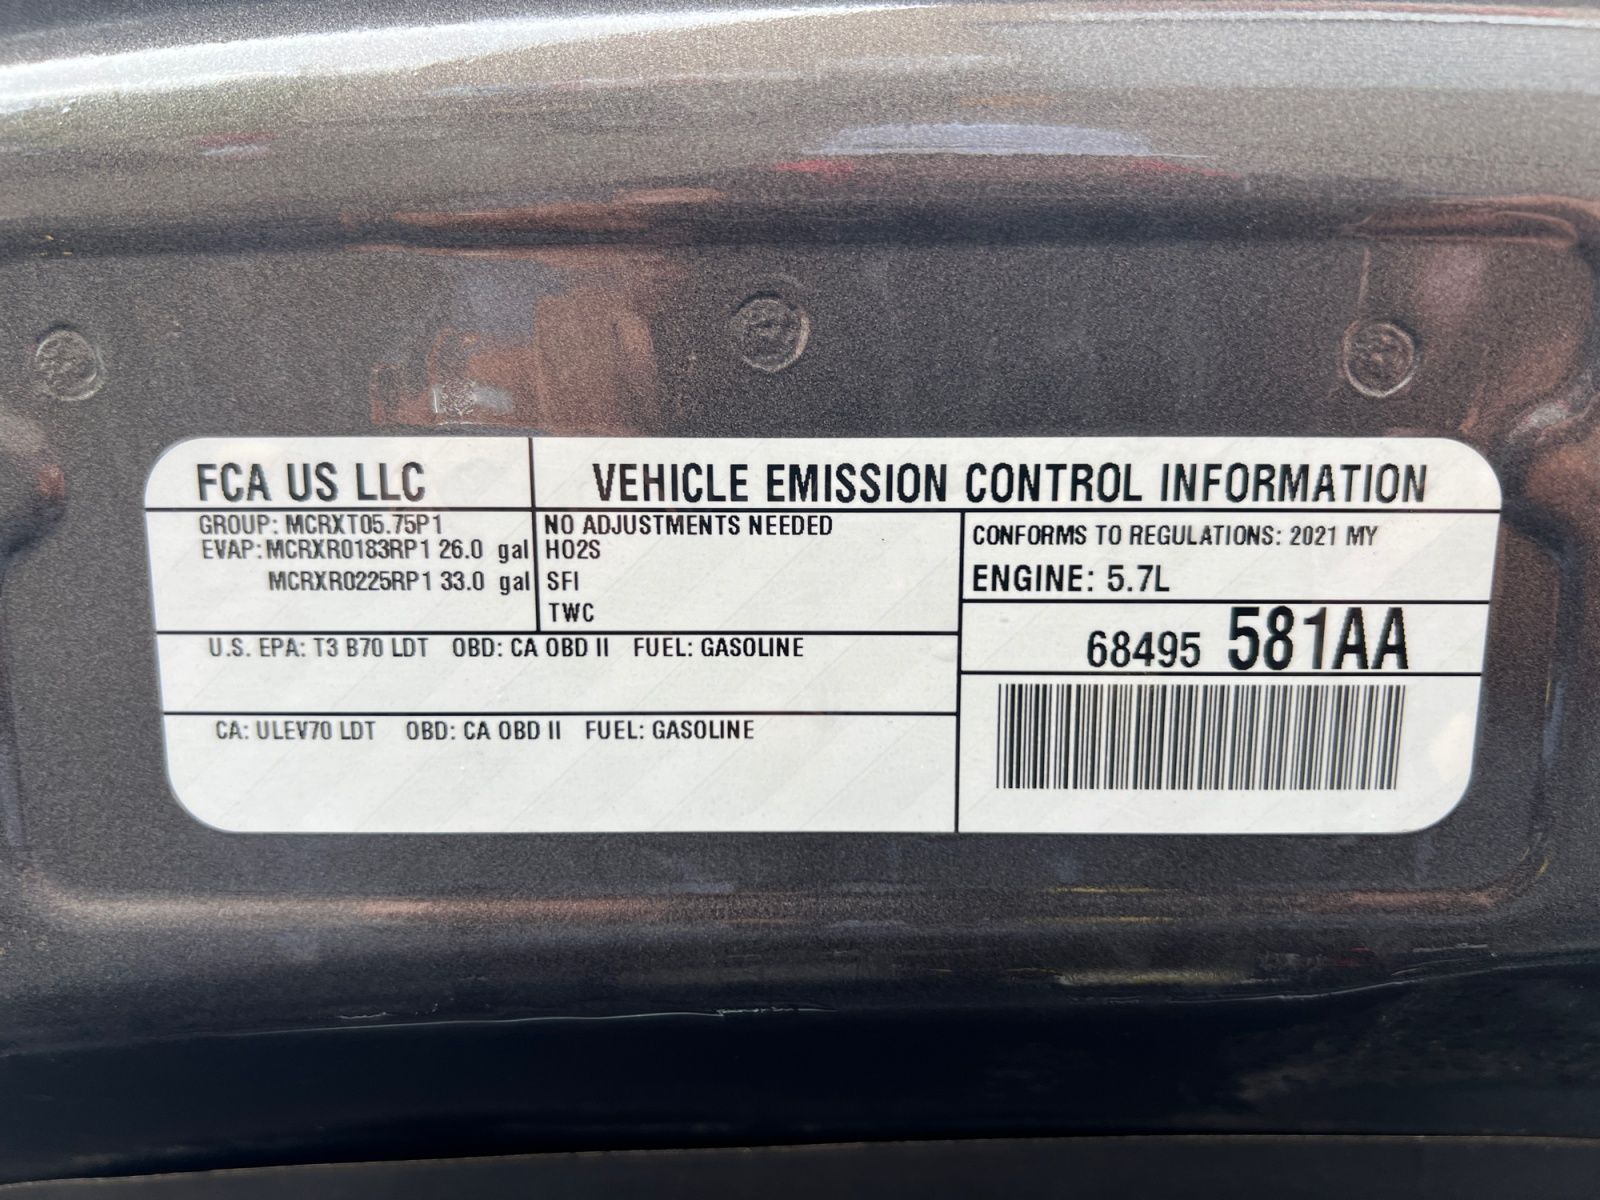 FCA US LLC
VEHICLE EMISSION CONTROL INFORMATION
GROUP: MCRXT05.75P1
EVAP: MCRXR0183RP1 26.0 gal
MCRXR0225RP1 33.0 gal
NO ADJUSTMENTS NEEDED
HO2S
SFI
TWC
CONFORMS TO REGULATIONS: 2021 MY
ENGINE: 5.7L
68495 581AA
U.S. EPA: T3 B70 LDT OBD: CA OBD II FUEL: GASOLINE
CA: ULEV70 LDT OBD: CA OBD II FUEL: GASOLINE